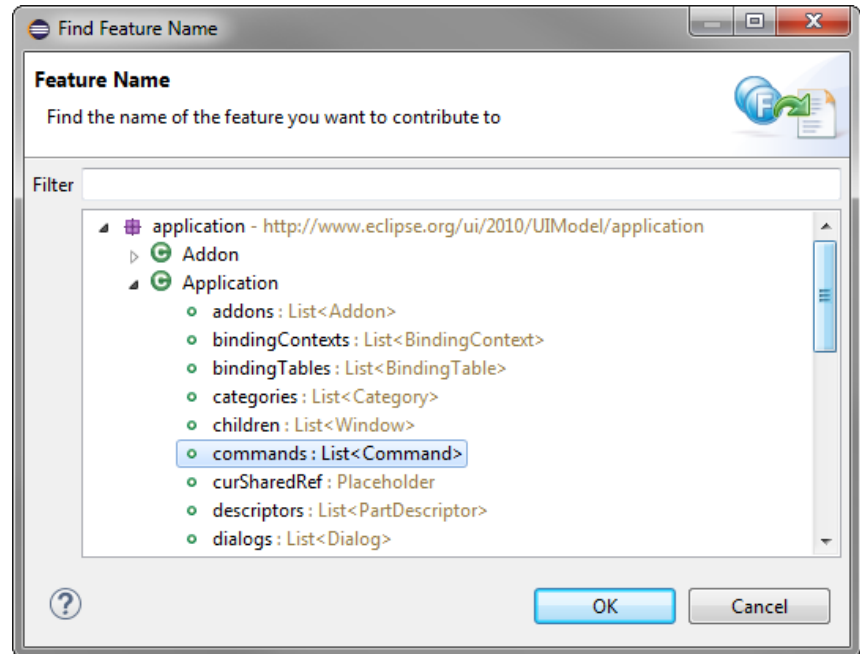 Find Feature Name
Feature Name
Find the name of the feature you want to contribute to
Filter
application - http://www.eclipse.org/ui/2010/UIModel/application
Addon
Application
addons : List<Addon>
bindingContexts : List<BindingContext>
bindingTables : List<BindingTable>
categories : List<Category>
children : List<Window>
commands : List<Command>
curSharedRef : Placeholder
descriptors : List<PartDescriptor>
dialogs : List<Dialog>
OK Cancel